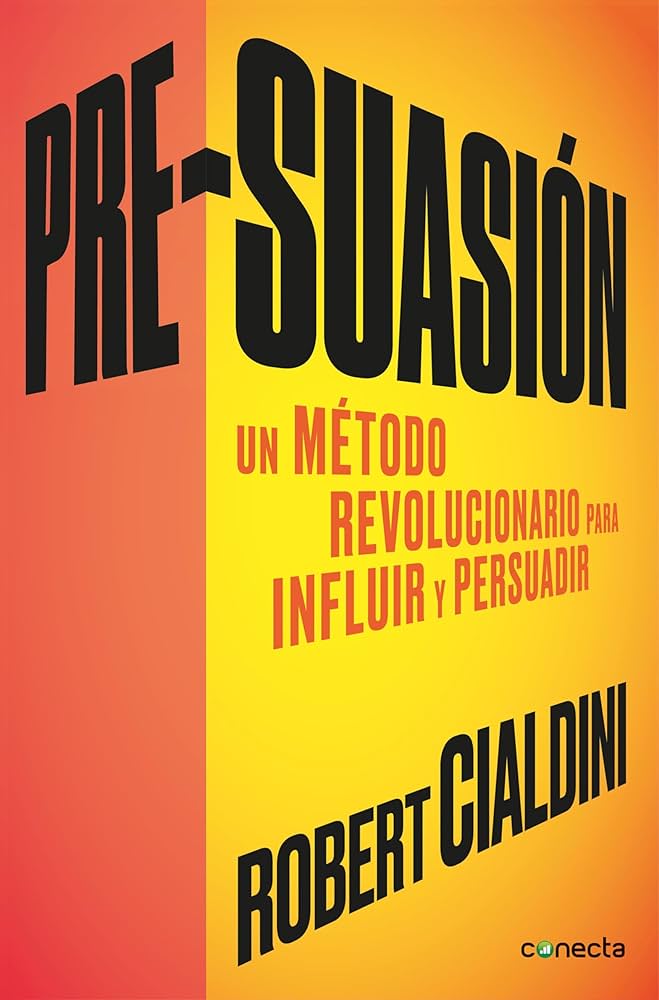 PRE-SUASIÓN
UN MÉTODO
REVOLUCIONARIO PARA
INFLUIR Y PERSUADIR
ROBERT CIALDINI
conecta